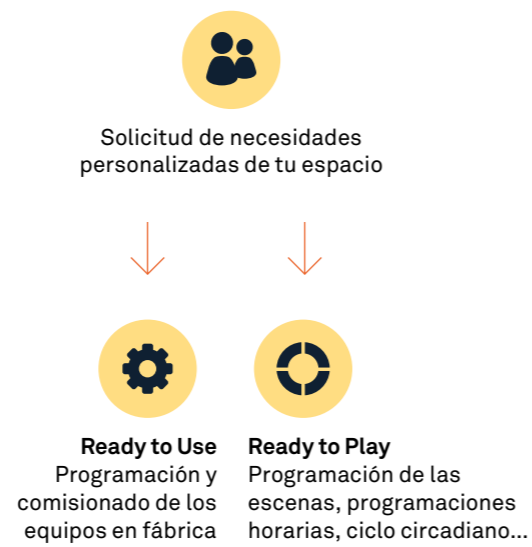 Solicitud de necesidades
personalizadas de tu espacio
Ready to Use
Programación y
comisionado de los
equipos en fábrica
Ready to Play
Programación de las
escenas, programaciones
horarias, ciclo circadiano...